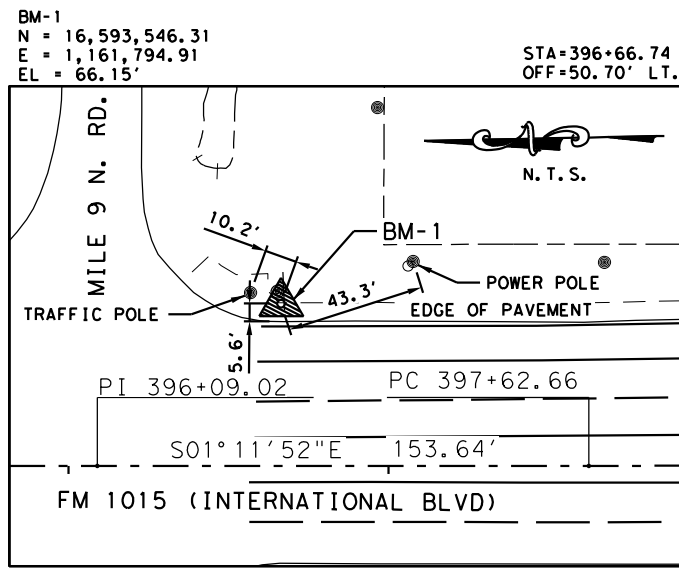 BM-1
N = 16,593,546.31
E = 1,161,794.91
EL = 66.15'
STA=396+66.74
OFF=50.70' LT.
MILE 9 N. RD.
N
N.T.S.
10.2'
BM-1
43.3'
POWER POLE
TRAFFIC POLE
EDGE OF PAVEMENT
5.6'
PI 396+09.02
PC 397+62.66
S01°11'52"E 153.64'
FM 1015 (INTERNATIONAL BLVD)